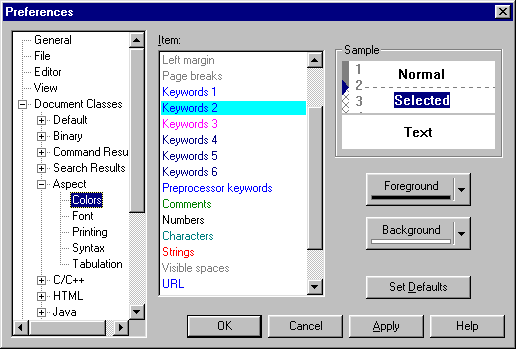 Preferences
General
File
Editor
View
Document Classes
Default
Binary
Command Resu
Search Results
Aspect
Colors
Font
Printing
Syntax
Tabulation
C/C++
HTML
Java
Item:
Left margin
Page breaks
Keywords 1
Keywords 2
Keywords 3
Keywords 4
Keywords 5
Keywords 6
Preprocessor keywords
Comments
Numbers
Characters
Strings
Visible spaces
URL
Sample
1 Normal
2
3 Selected
4
Text
Foreground
Background
Set Defaults
OK Cancel Apply Help